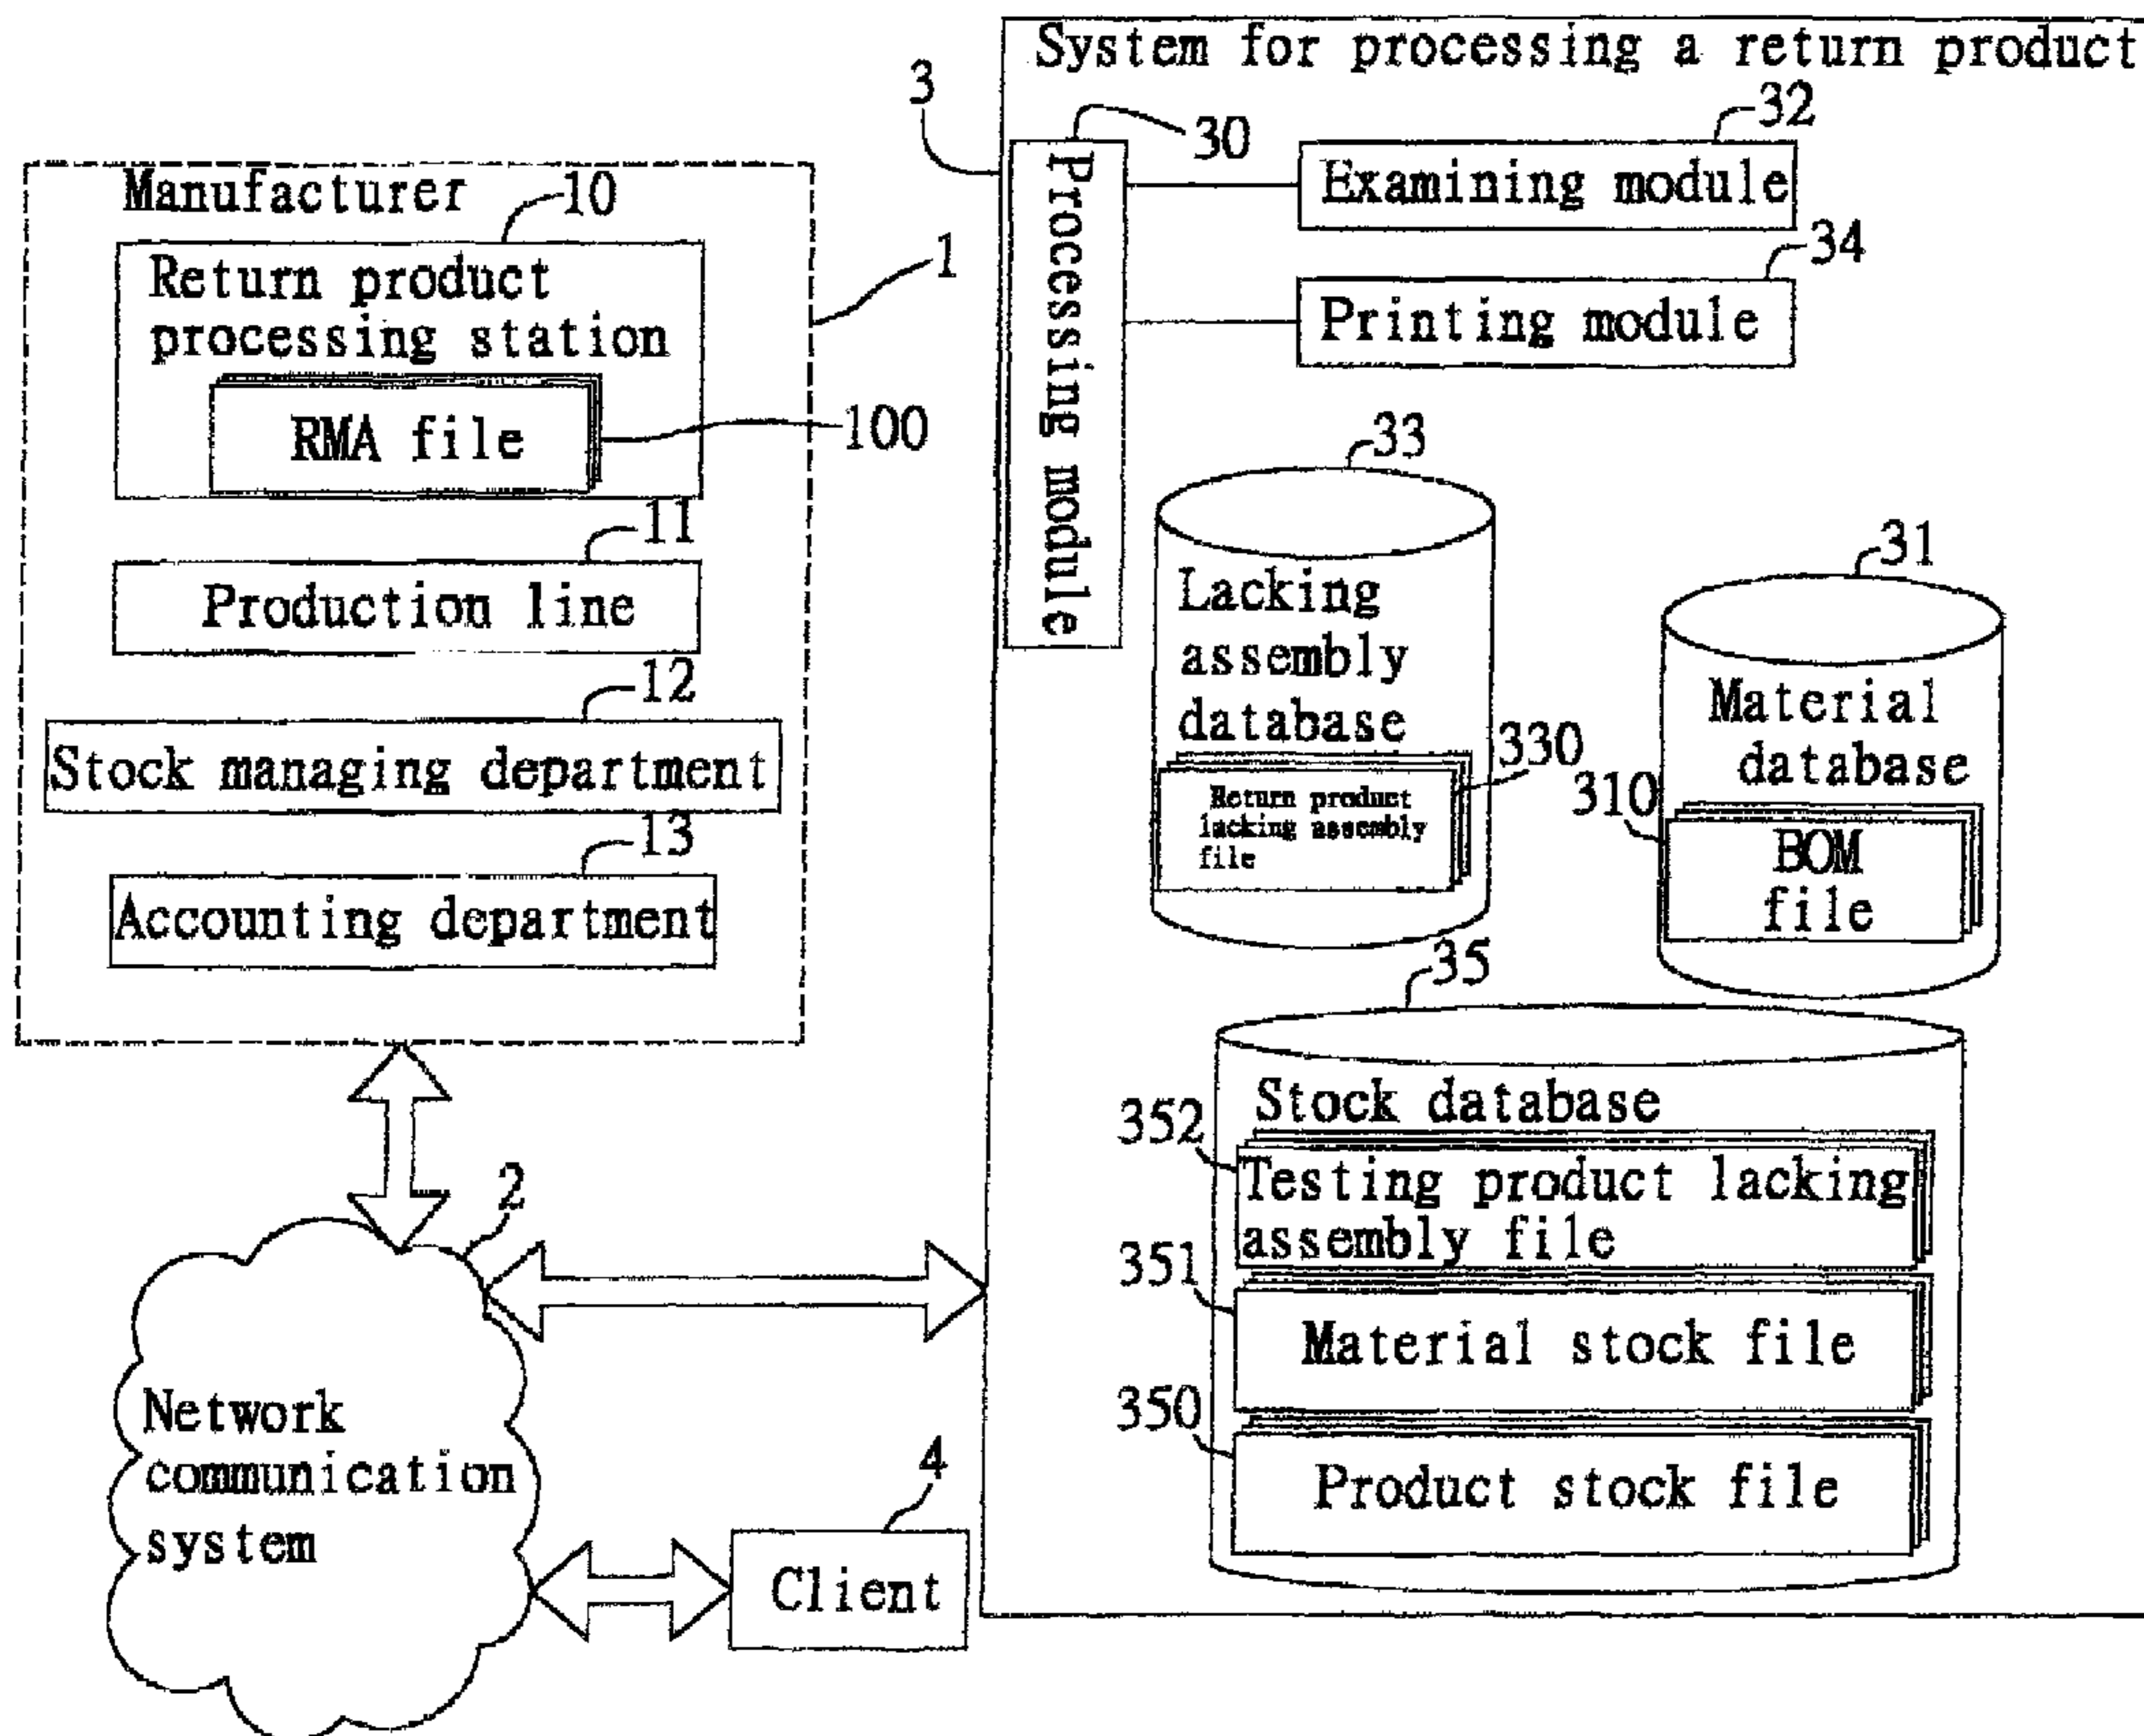 System for processing a return product
3
30
32
Processing module
Examining module
34
Printing module
Manufacturer
10
Return product
processing station
1
RMA file
100
11
Production line
12
Stock managing department
13
Accounting department
33
Lacking
assembly
database
330
Return product
lacking assembly
file
31
Material
database
310
BOM
file
35
Stock database
352
Testing product lacking
assembly file
351
Material stock file
350
Product stock file
2
Network
communication
system
4
Client